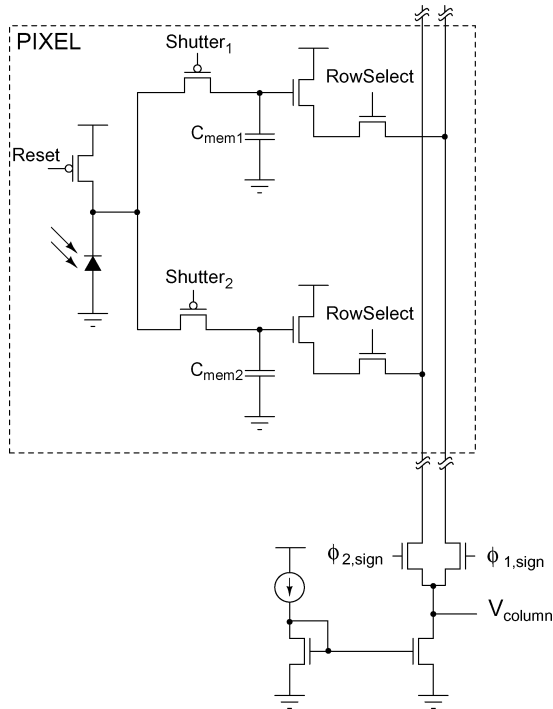 PIXEL
Shutter₁
RowSelect
Cmem1
Reset
Shutter₂
RowSelect
Cmem2
ϕ2,sign
ϕ1,sign
Vcolumn